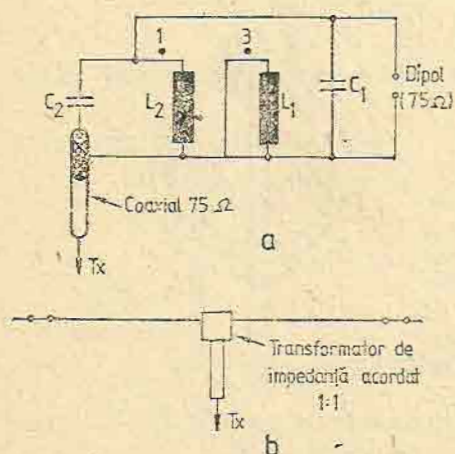 1
3
C2
L2
L1
C1
Dipol
(75Ω)
Coaxial 75 Ω
Tx
a
Transformator de
impedanță acordat
1:1
Tx
b